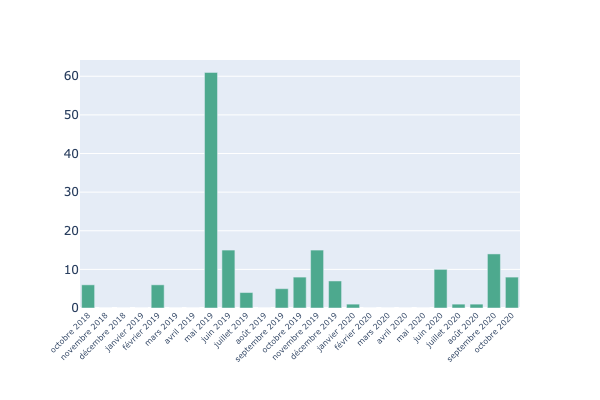 60
50
40
30
20
10
0
octobre 2018
novembre 2018
décembre 2018
janvier 2019
février 2019
mars 2019
avril 2019
mai 2019
juin 2019
juillet 2019
août 2019
septembre 2019
octobre 2019
novembre 2019
décembre 2019
janvier 2020
février 2020
mars 2020
avril 2020
mai 2020
juin 2020
juillet 2020
août 2020
septembre 2020
octobre 2020